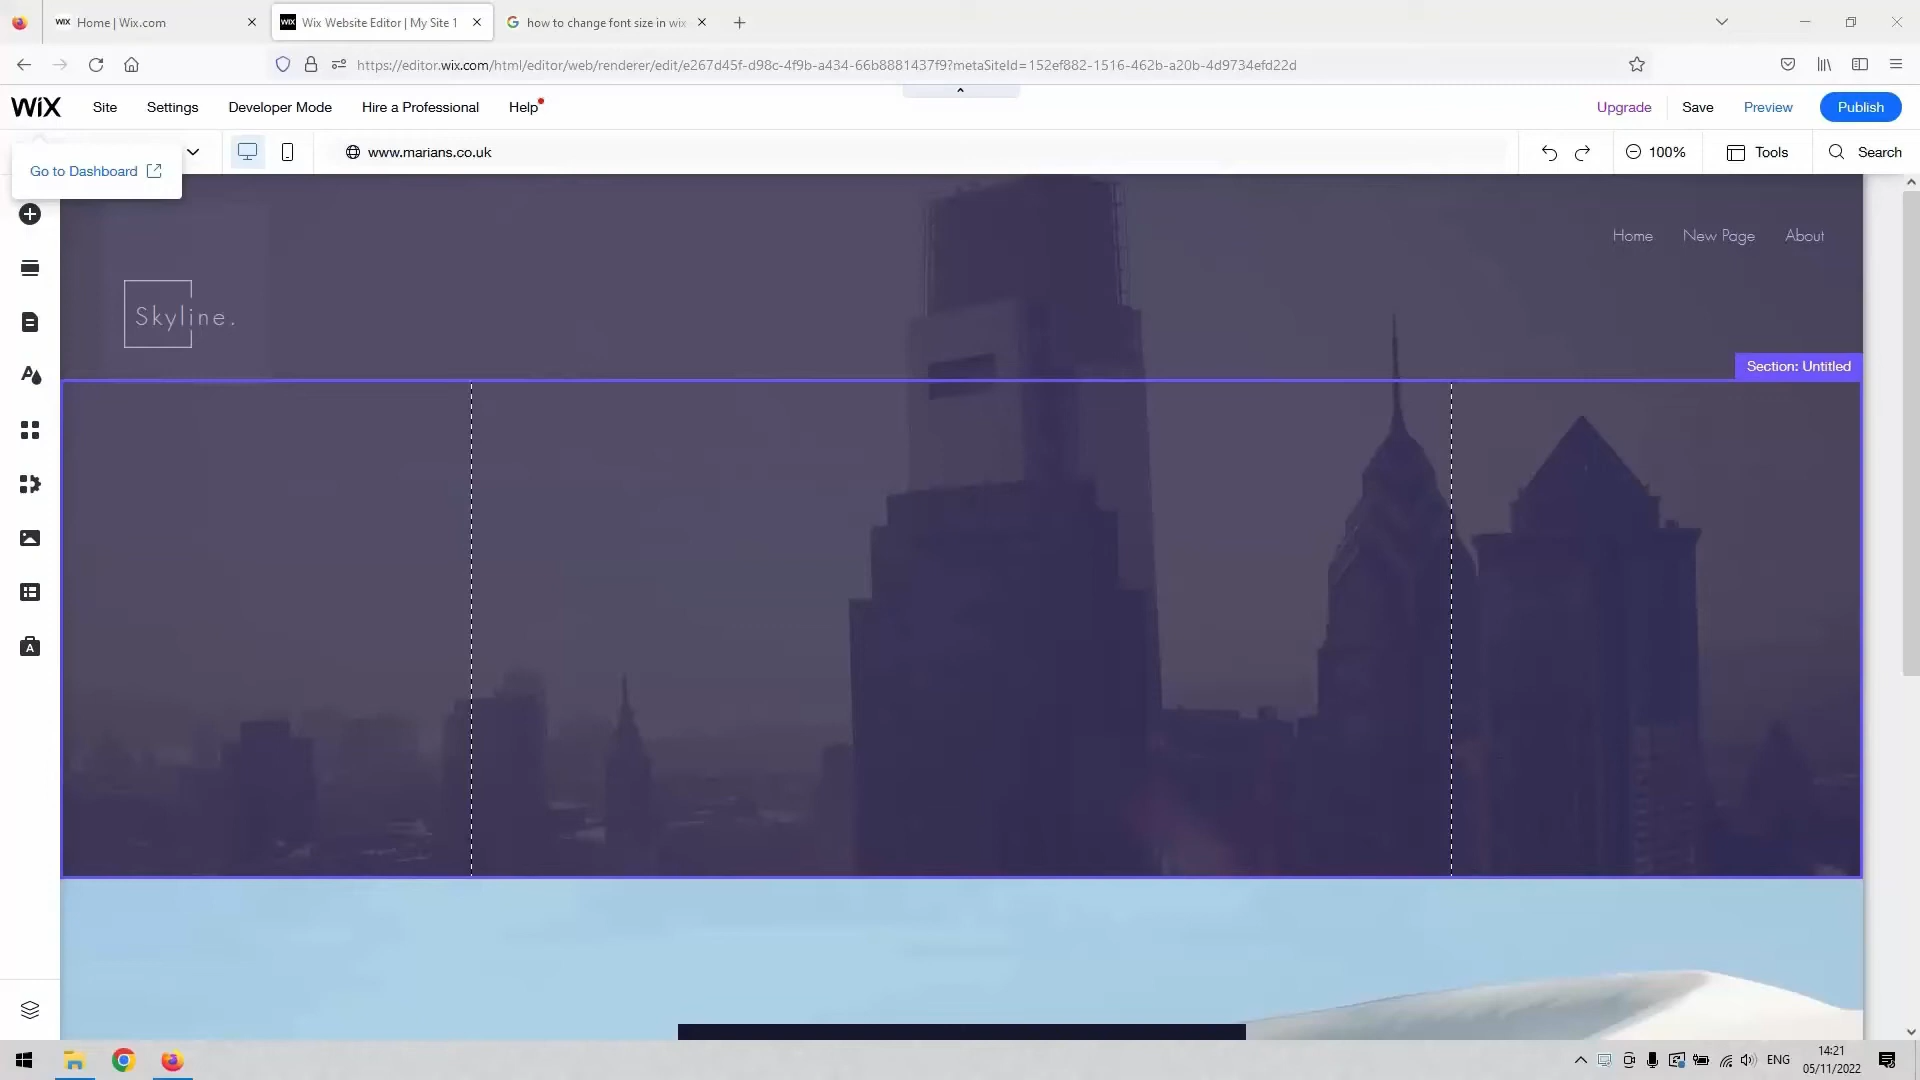 WiX Home | Wix.com
WiX Wix Website Editor | My Site 1
G how to change font size in wix
https://editor.wix.com/html/editor/web/renderer/edit/e267d45f-d98c-4f9b-a434-66b8881437f9?metaSiteId=152ef882-1516-462b-a20b-4d9734efd22d
WiX Site Settings Developer Mode Hire a Professional Help Upgrade Save Preview Publish
www.marians.co.uk 100% Tools Search
Go to Dashboard
Home New Page About
Skyline.
Section: Untitled
A
A
ENG
14:21
05/11/2022